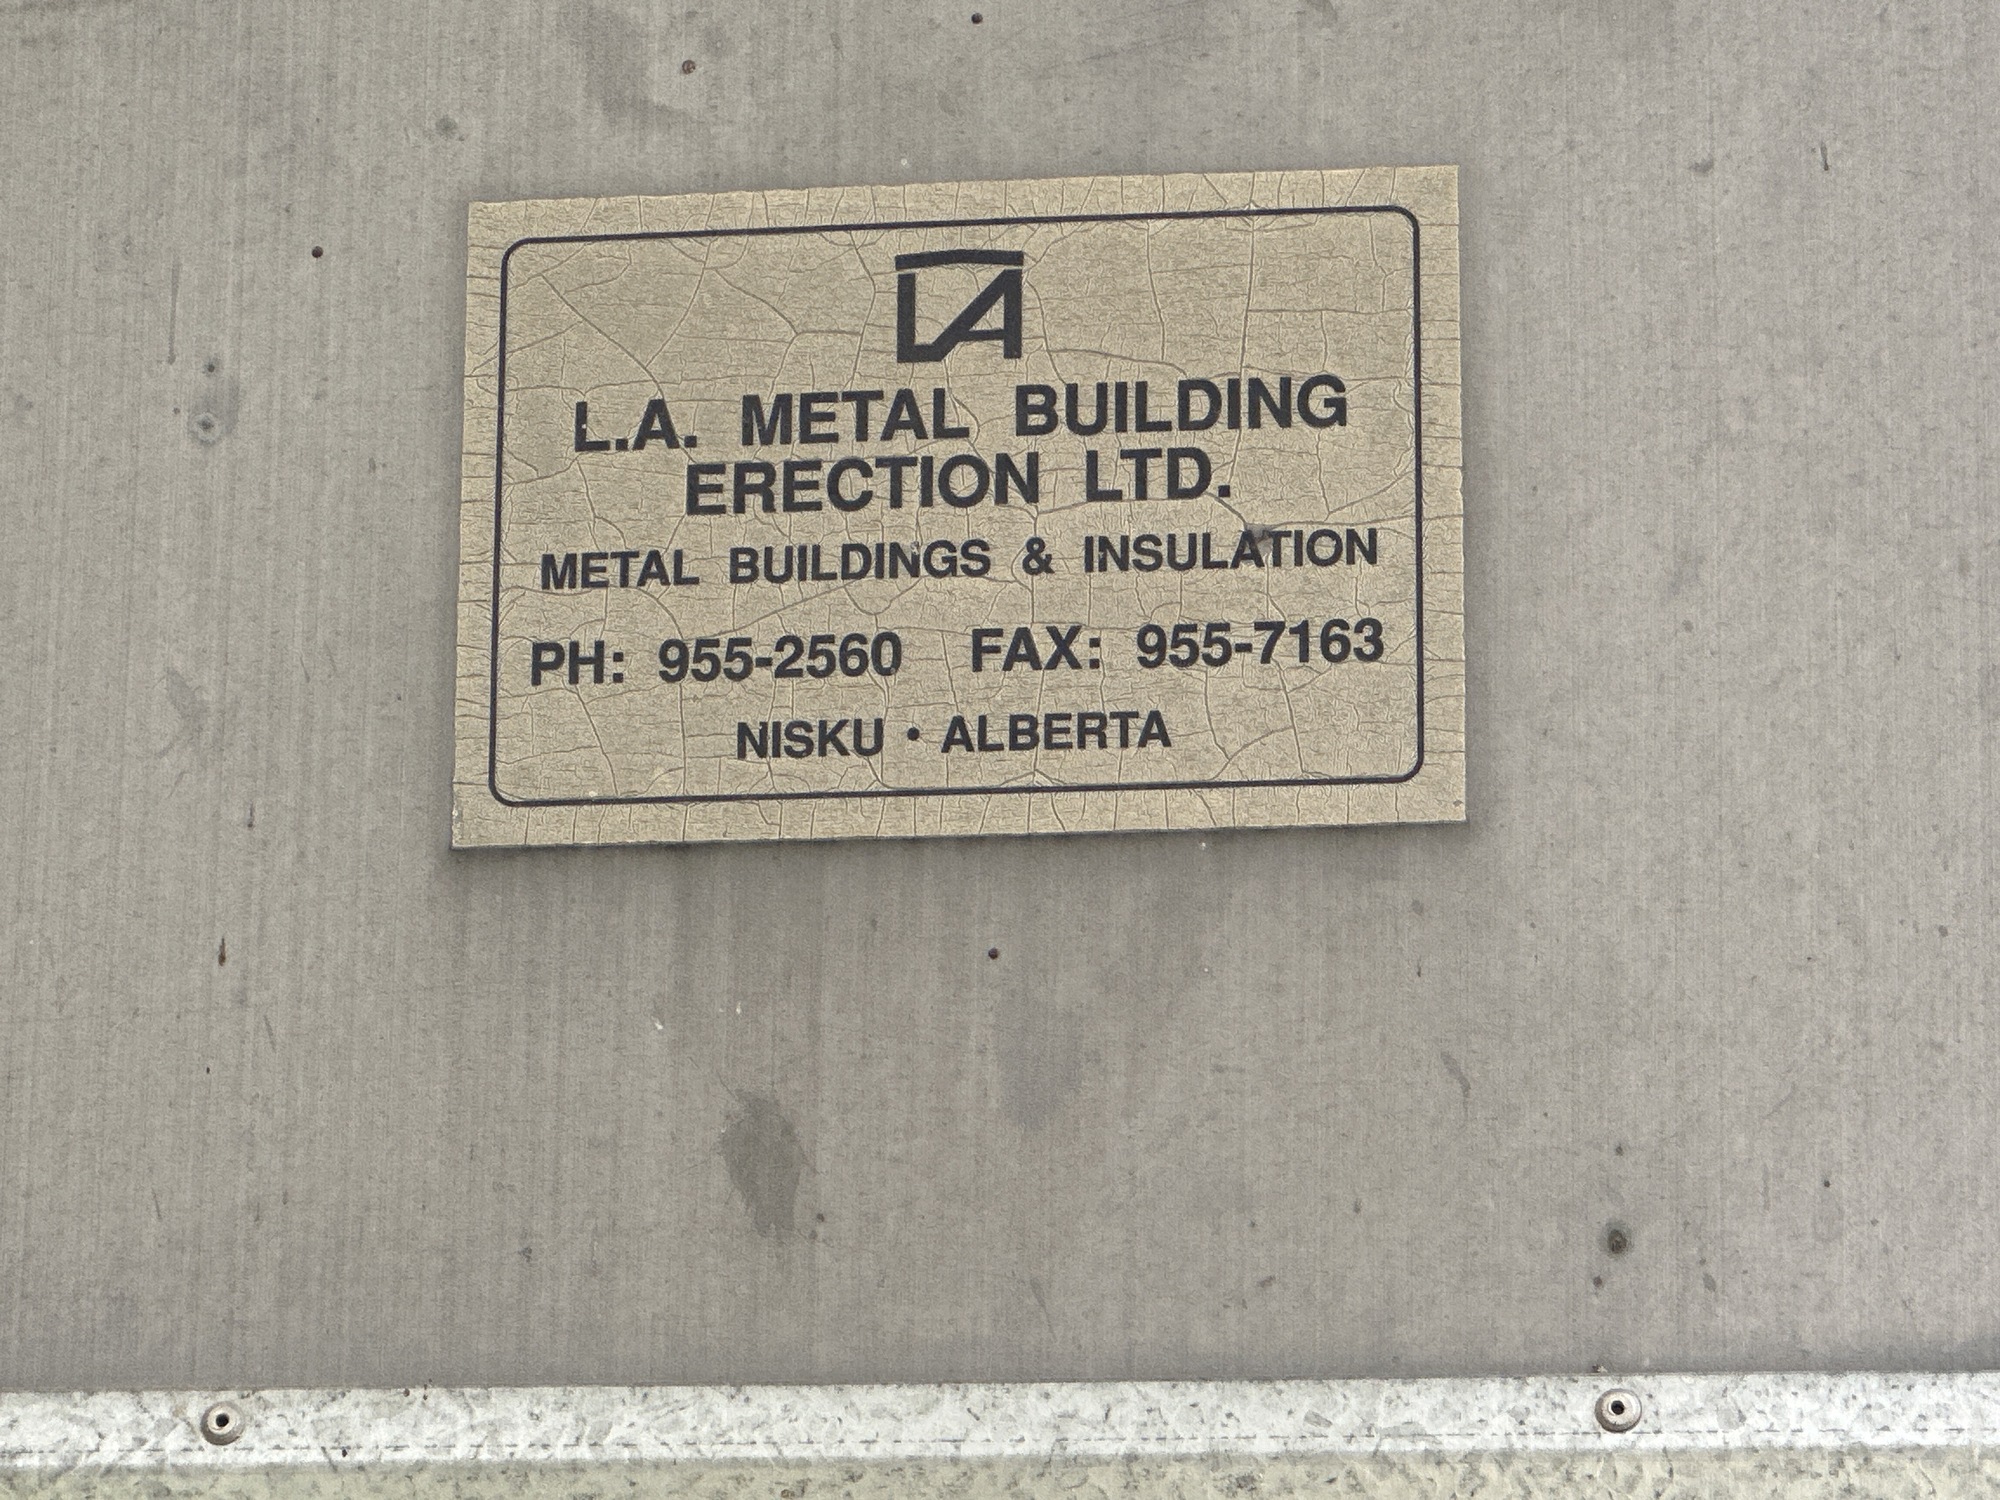 LA
L.A. METAL BUILDING
ERECTION LTD.
METAL BUILDINGS & INSULATION
PH: 955-2560 FAX: 955-7163
NISKU • ALBERTA